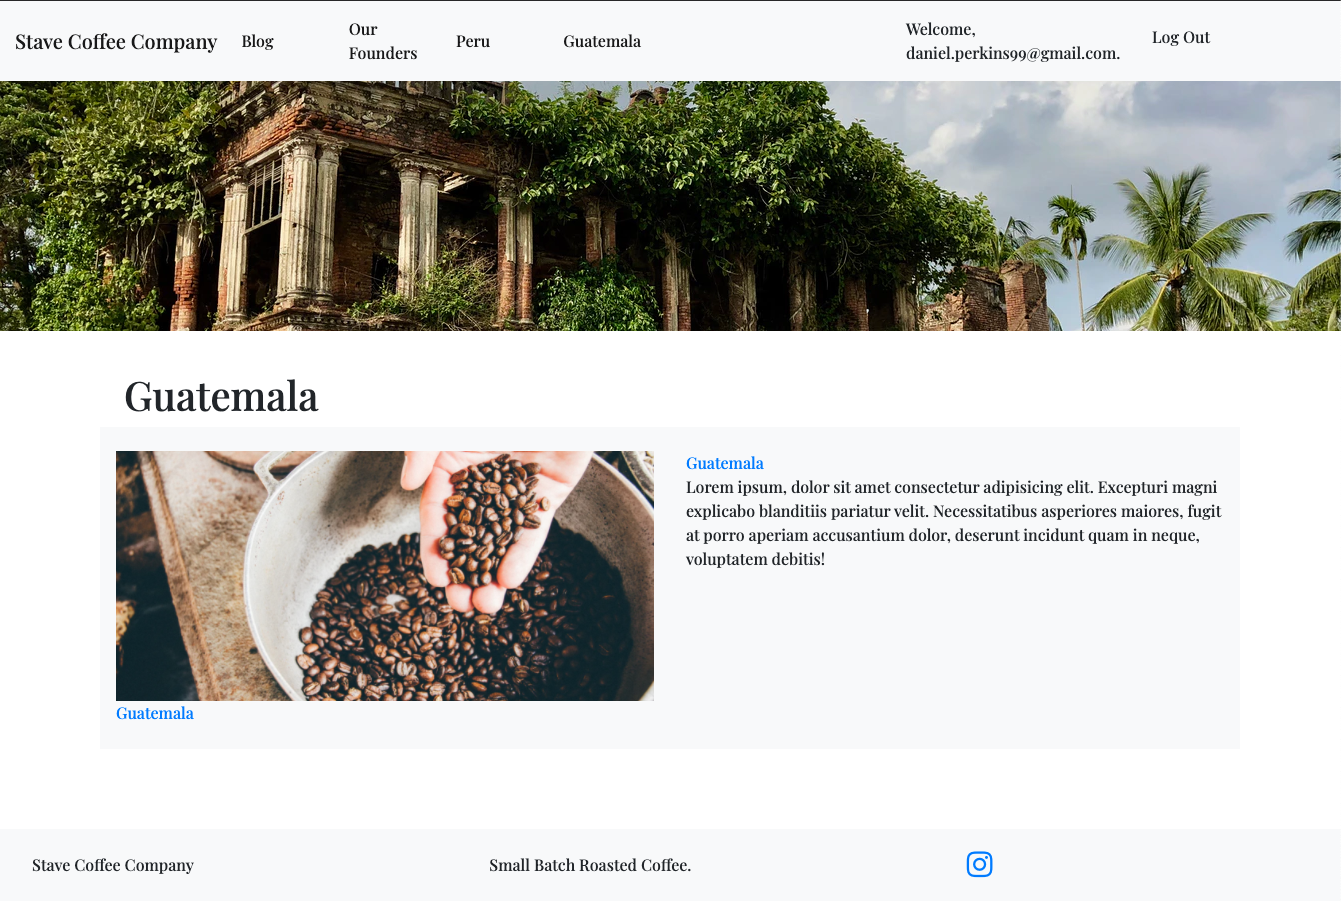 Stave Coffee Company
Blog
Our
Founders
Peru
Guatemala
Welcome,
daniel.perkins99@gmail.com.
Log Out
Guatemala
Guatemala
Guatemala
Lorem ipsum, dolor sit amet consectetur adipisicing elit. Excepturi magni
explicabo blanditiis pariatur velit. Necessitatibus asperiores maiores, fugit
at porro aperiam accusantium dolor, deserunt incidunt quam in neque,
voluptatem debitis!
Stave Coffee Company
Small Batch Roasted Coffee.